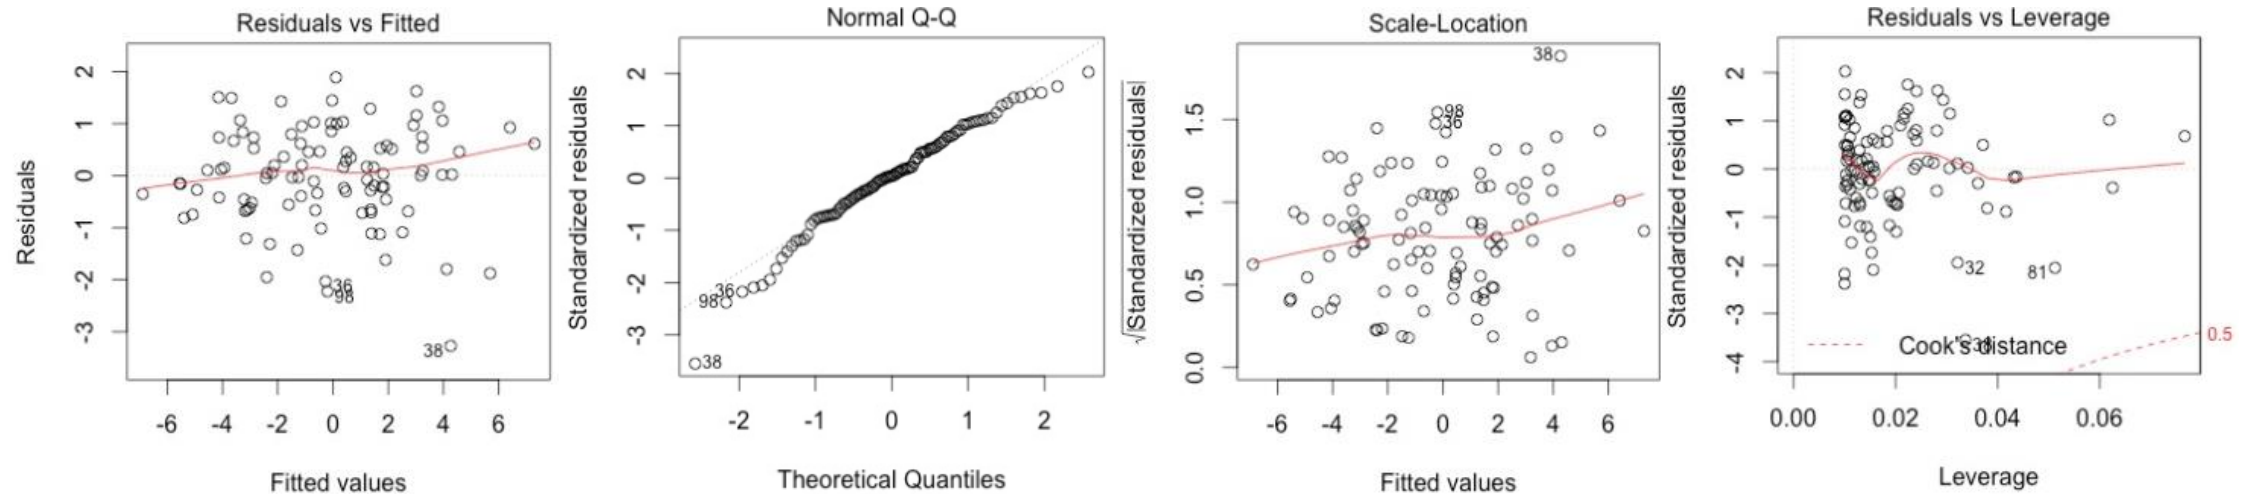 Residuals vs Fitted
Residuals
2
1
0
-1
-2
-3
36
98
38
-6 -4 -2 0 2 4 6
Fitted values
Normal Q-Q
Standardized residuals
2
1
0
-1
-2
-3
36
98
38
-2 -1 0 1 2
Theoretical Quantiles
Scale-Location
√|Standardized residuals|
1.5
1.0
0.5
0.0
38
98
36
-6 -4 -2 0 2 4 6
Fitted values
Residuals vs Leverage
Standardized residuals
2
1
0
-1
-2
-3
-4
32
81
38
Cook's distance
0.5
0.00 0.02 0.04 0.06
Leverage